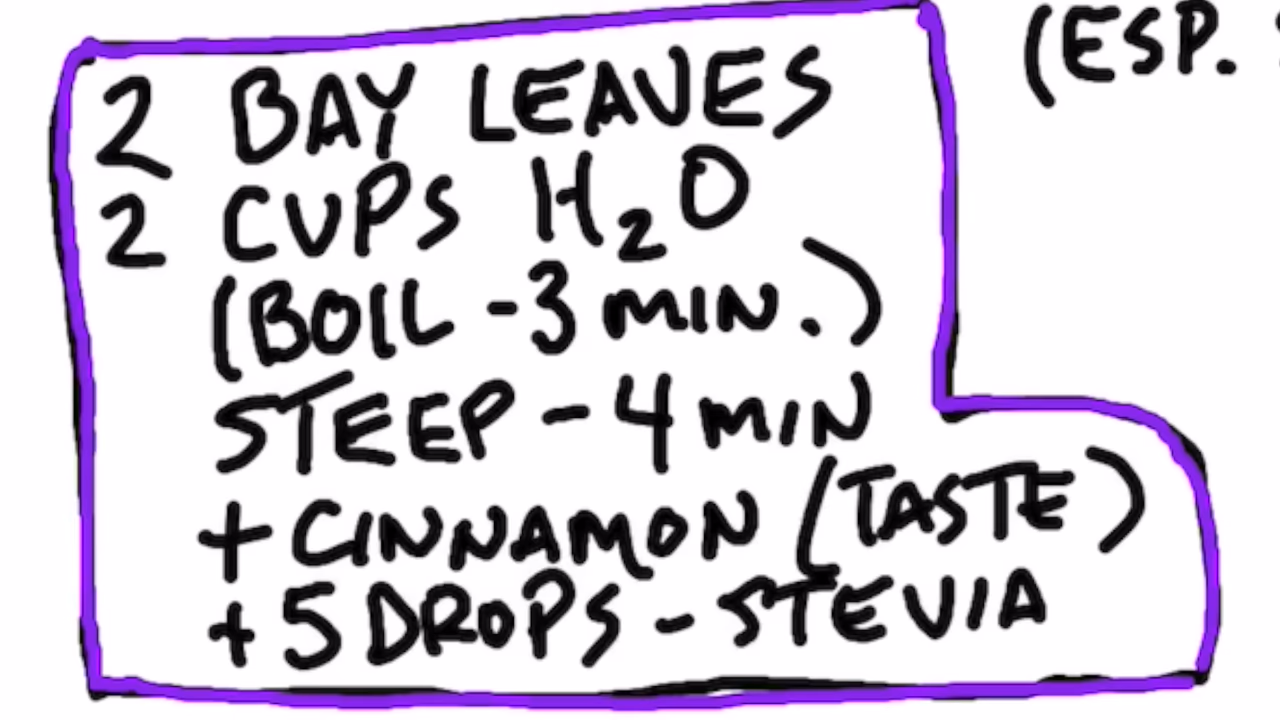 2 BAY LEAVES
2 CUPS H₂O
(BOIL - 3 MIN.)
STEEP - 4 MIN
+ CINNAMON (TASTE)
+ 5 DROPS - STEVIA
(ESP.